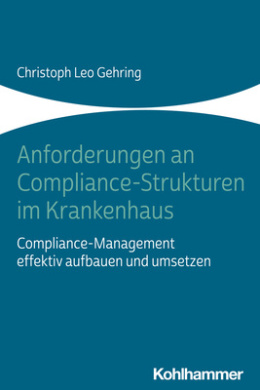 Christoph Leo Gehring
Anforderungen an
Compliance-Strukturen
im Krankenhaus
Compliance-Management
effektiv aufbauen und umsetzen
Kohlhammer